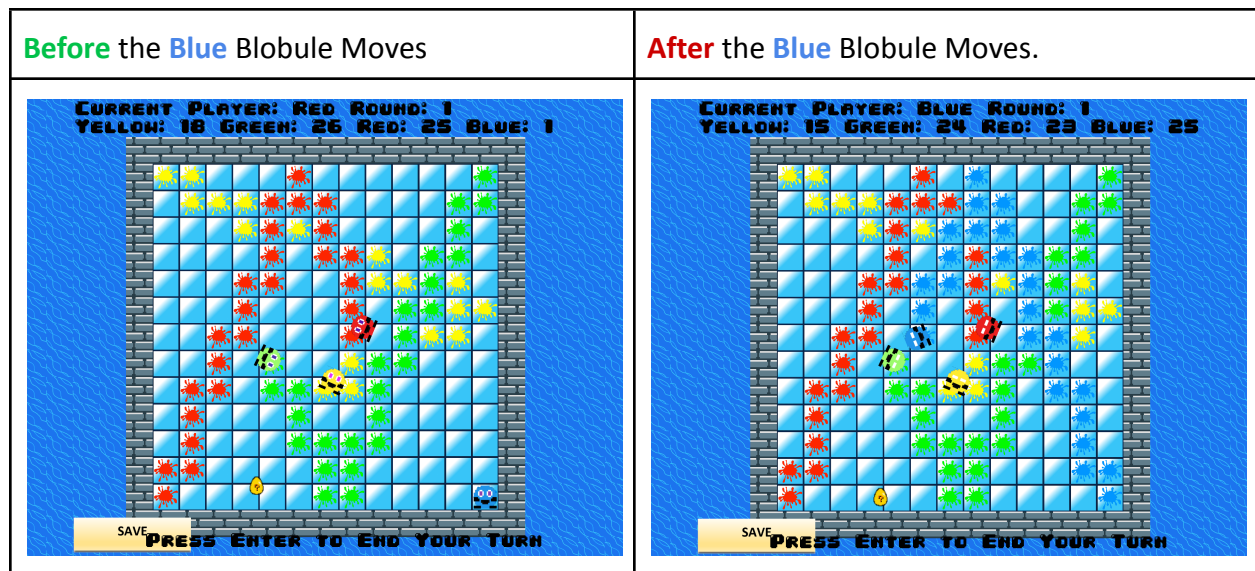 Before the Blue Blobule Moves
After the Blue Blobule Moves.
Current Player: Red Round: 1
Yellow: 18 Green: 26 Red: 25 Blue: 1
SAVE
Press Enter to End Your Turn
Current Player: Blue Round: 1
Yellow: 15 Green: 24 Red: 23 Blue: 25
SAVE
Press Enter to End Your Turn